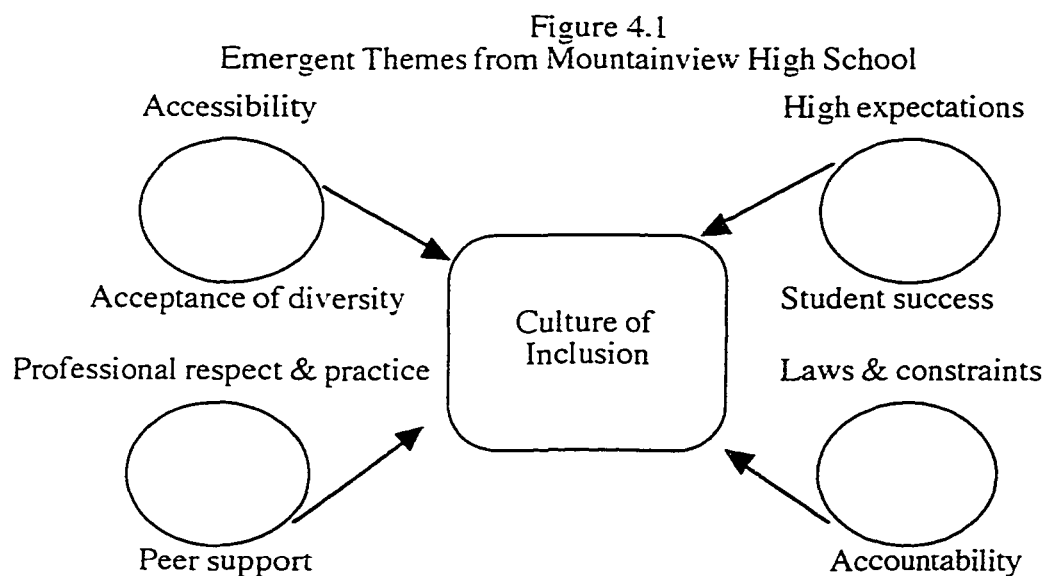 Figure 4.1
Emergent Themes from Mountainview High School
Accessibility
High expectations
Acceptance of diversity
Student success
Culture of
Inclusion
Professional respect & practice
Laws & constraints
Peer support
Accountability